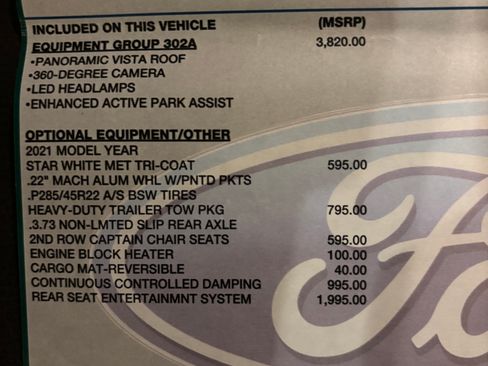 INCLUDED ON THIS VEHICLE (MSRP)
EQUIPMENT GROUP 302A 3,820.00
•PANORAMIC VISTA ROOF
•360-DEGREE CAMERA
•LED HEADLAMPS
•ENHANCED ACTIVE PARK ASSIST
OPTIONAL EQUIPMENT/OTHER
2021 MODEL YEAR
STAR WHITE MET TRI-COAT 595.00
.22" MACH ALUM WHL W/PNTD PKTS
.P285/45R22 A/S BSW TIRES
HEAVY-DUTY TRAILER TOW PKG 795.00
.3.73 NON-LMTED SLIP REAR AXLE
2ND ROW CAPTAIN CHAIR SEATS 595.00
ENGINE BLOCK HEATER 100.00
CARGO MAT-REVERSIBLE 40.00
CONTINUOUS CONTROLLED DAMPING 995.00
REAR SEAT ENTERTAINMNT SYSTEM 1,995.00